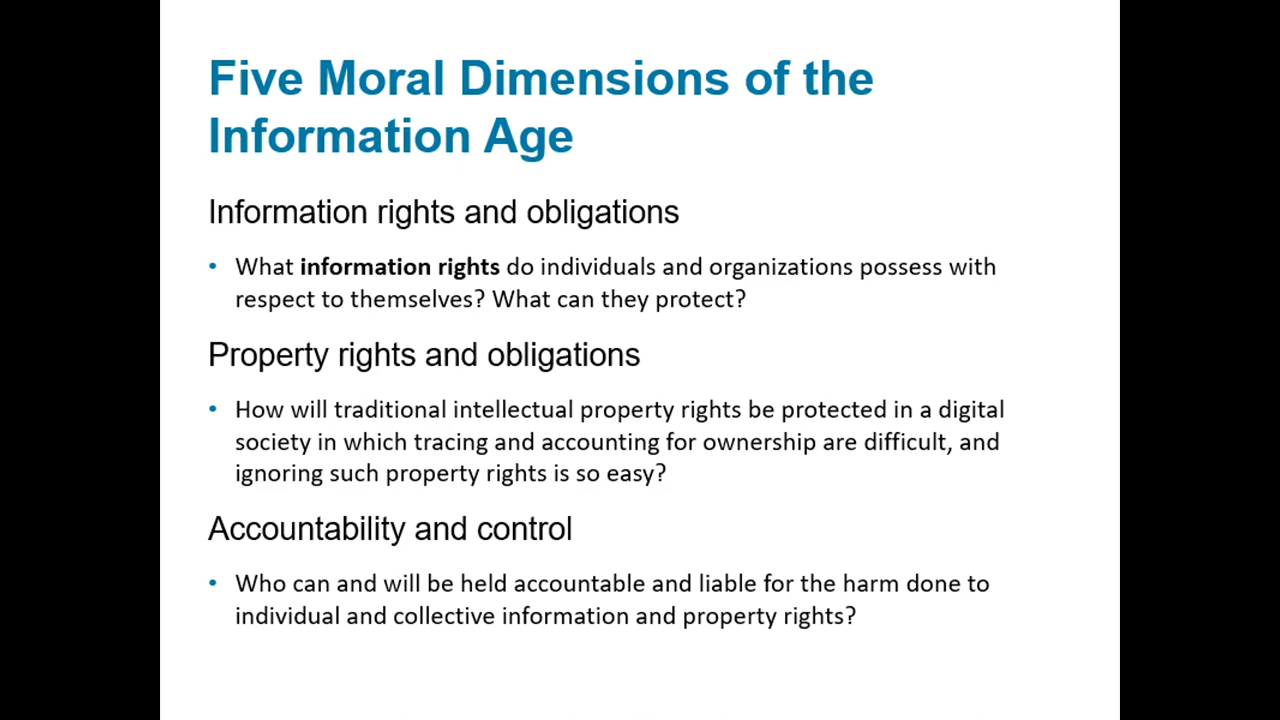 Five Moral Dimensions of the
Information Age
Information rights and obligations
• What information rights do individuals and organizations possess with
respect to themselves? What can they protect?
Property rights and obligations
• How will traditional intellectual property rights be protected in a digital
society in which tracing and accounting for ownership are difficult, and
ignoring such property rights is so easy?
Accountability and control
• Who can and will be held accountable and liable for the harm done to
individual and collective information and property rights?